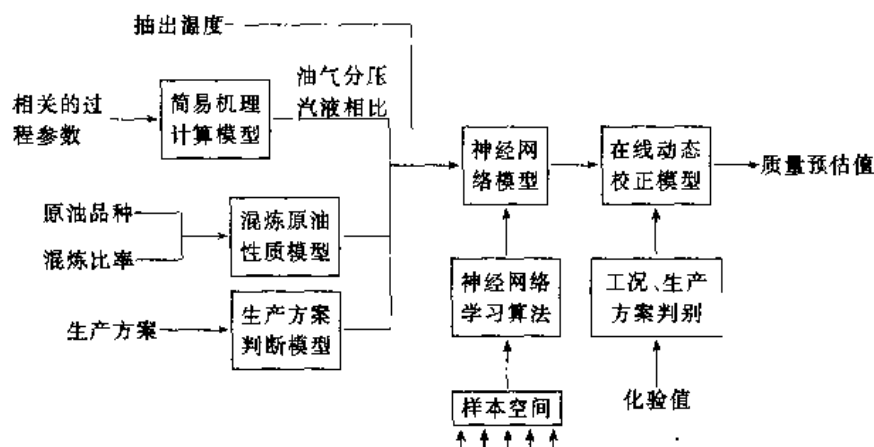 抽出温度
油气分压
汽液相比
相关的过
程参数
简易机理
计算模型
神经网
络模型
在线动态
校正模型
质量预估值
原油品种
混炼比率
混炼原油
性质模型
神经网络
学习算法
工况、生产
方案判别
生产方案
生产方案
判断模型
样本空间
化验值